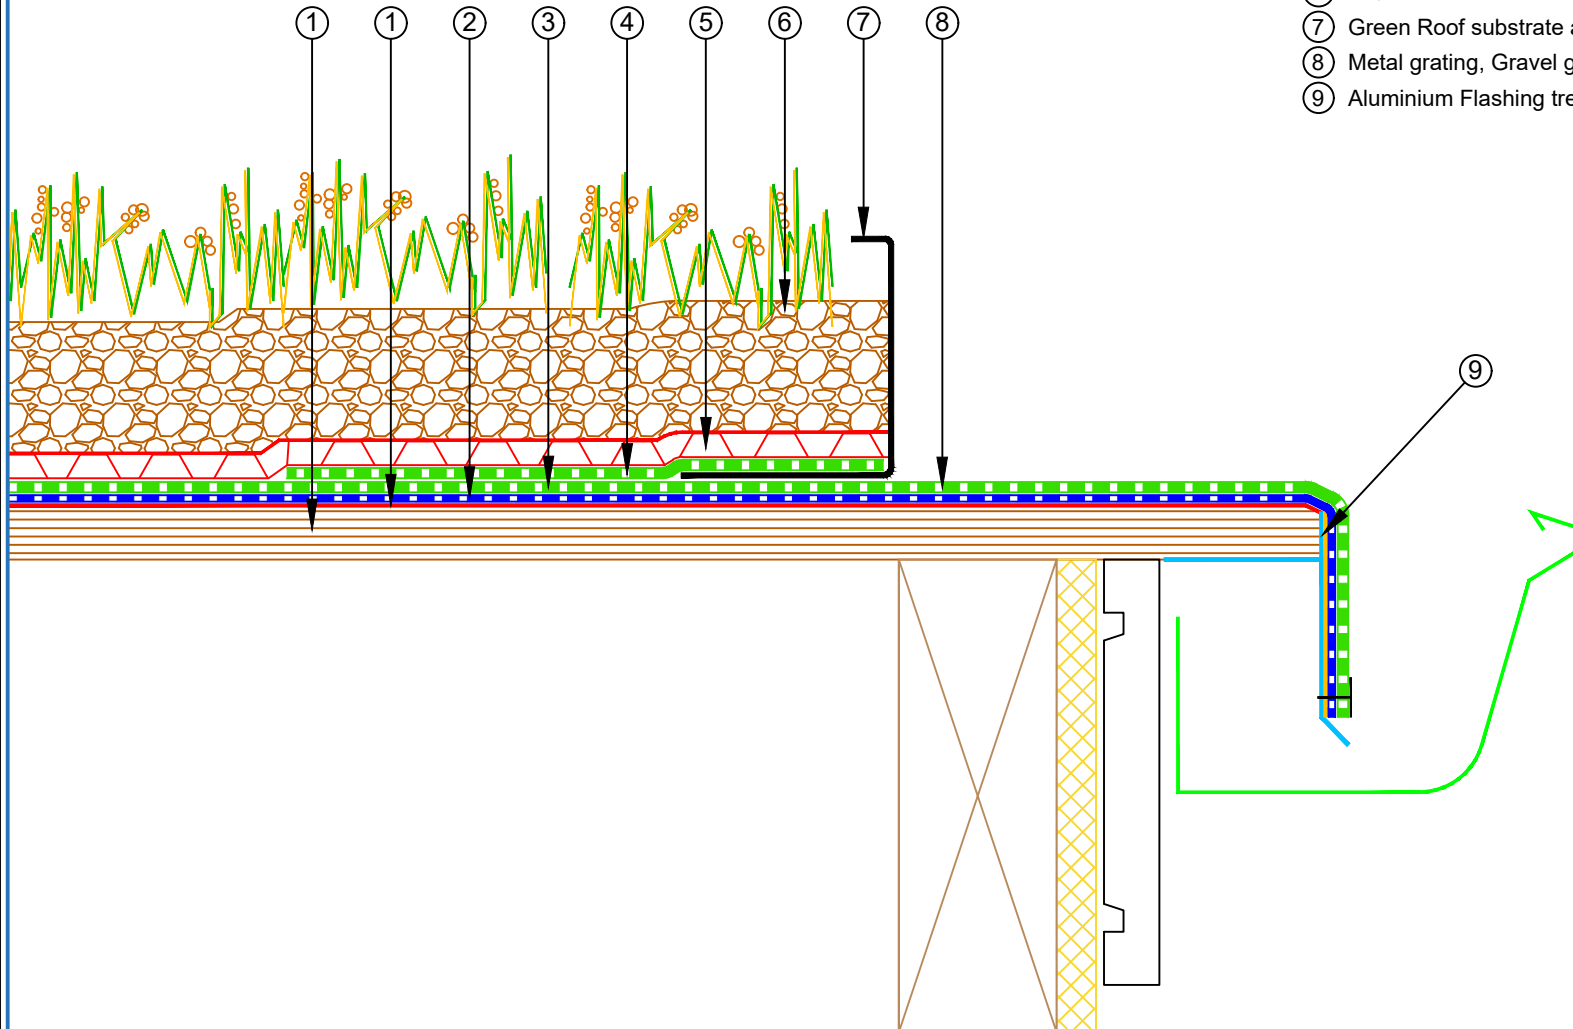 1 1 2 3 4 5 6 7 8
7 Green Roof substrate
8 Metal grating, Gravel
9 Aluminium Flashing
9